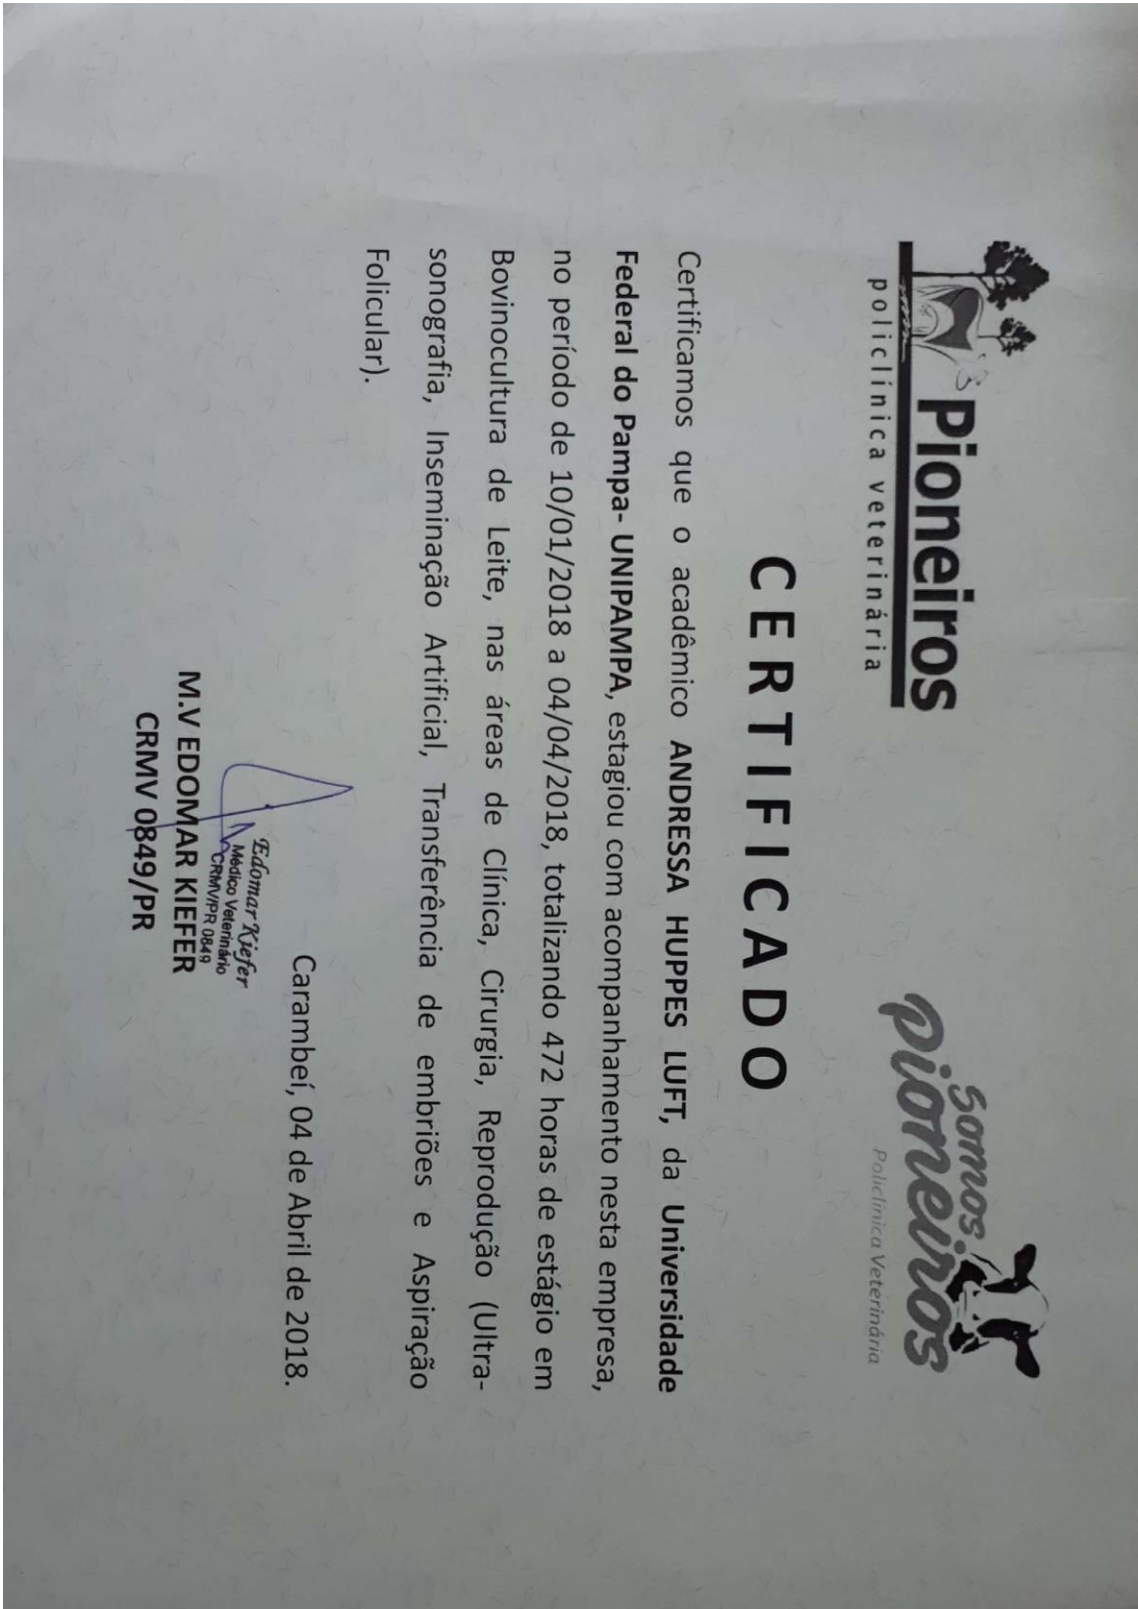 Pioneiros
policlínica veterinária
Somos
pioneiros
Policlínica Veterinária
CERTIFICADO
Certificamos que o acadêmico ANDRESSA HUPPES LUFT, da Universidade
Federal do Pampa- UNIPAMPA, estagiou com acompanhamento nesta empresa,
no período de 10/01/2018 a 04/04/2018, totalizando 472 horas de estágio em
Bovinocultura de Leite, nas áreas de Clínica, Cirurgia, Reprodução (Ultra-
sonografia, Inseminação Artificial, Transferência de embriões e Aspiração
Folicular).
Carambeí, 04 de Abril de 2018.
Edomar Kiefer
Médico Veterinário
CRMV/PR 0849
M.V EDOMAR KIEFER
CRMV 0849/PR